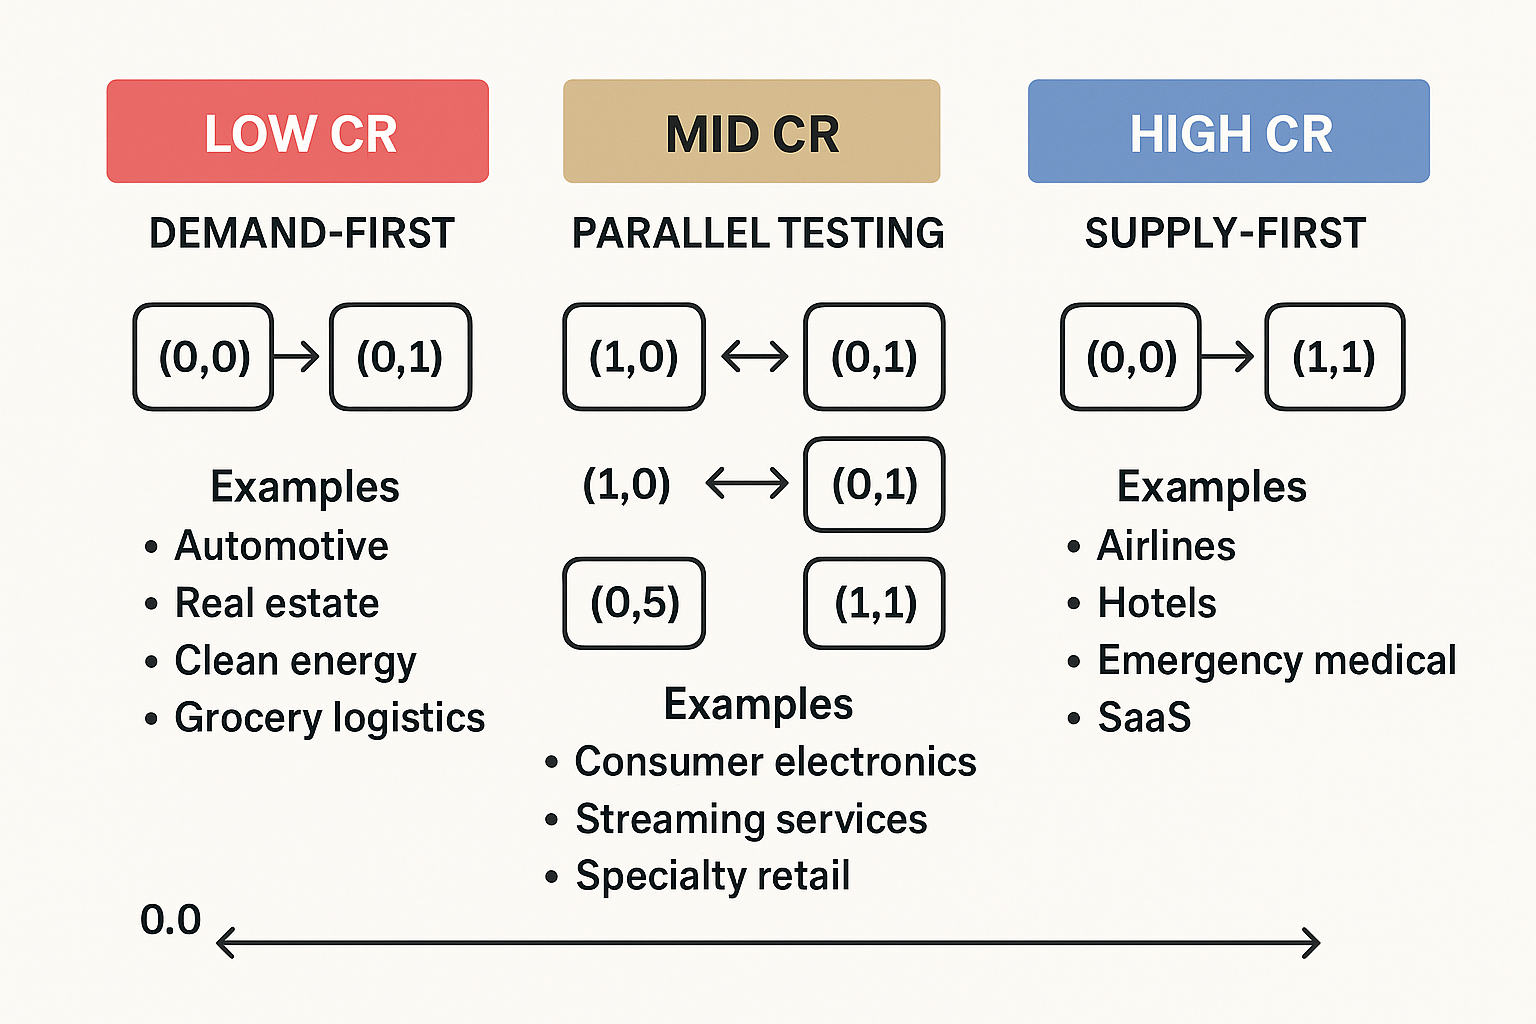 LOW CR
DEMAND-FIRST
(0,0) (0,1)
Examples
• Automotive
• Real estate
• Clean energy
• Grocery logistics
MID CR
PARALLEL TESTING
(1,0) (0,1)
(1,0) (0,1)
(0,5) (1,1)
Examples
• Consumer electronics
• Streaming services
• Specialty retail
HIGH CR
SUPPLY-FIRST
(0,0) (1,1)
Examples
• Airlines
• Hotels
• Emergency medical
• SaaS
0.0